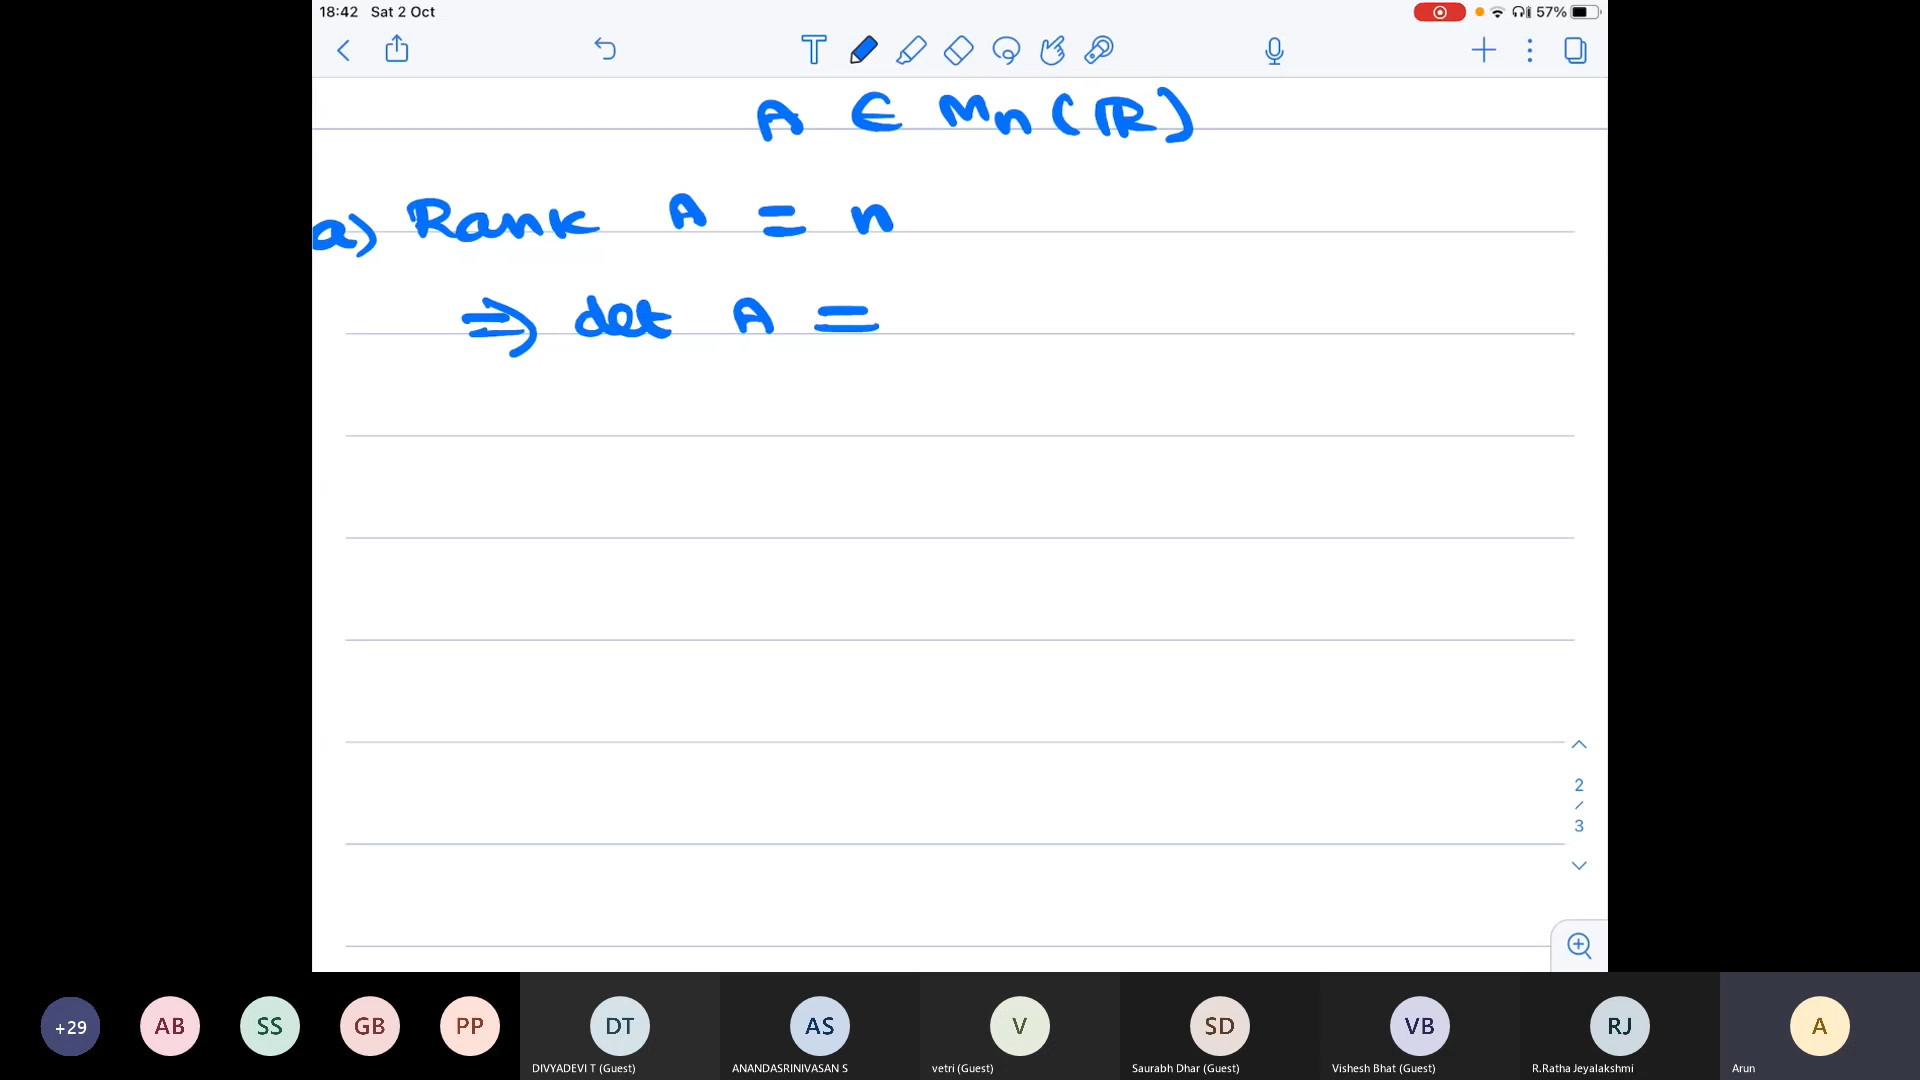 18:42 Sat 2 Oct 57%
A ∈ Mn(ℝ)
a) Rank A = n
⇒ det A =
2
/
3
+29 AB SS GB PP DT AS V SD VB RJ A
DIVYADEVI T (Guest) ANANDASRINIVASAN S vetri (Guest) Saurabh Dhar (Guest) Vishesh Bhat (Guest) R.Ratha Jeyalakshmi Arun